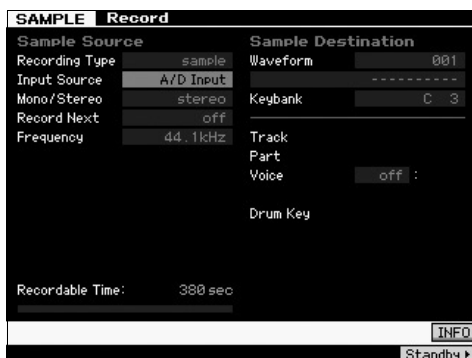 SAMPLE Record
Sample Source
Recording Type sample
Input Source A/D Input
Mono/Stereo stereo
Record Next off
Frequency 44.1kHz
Recordable Time: 380 sec
Sample Destination
Waveform 001
----------
Keybank C 3
Track
Part
Voice off :
Drum Key
INFO
Standby